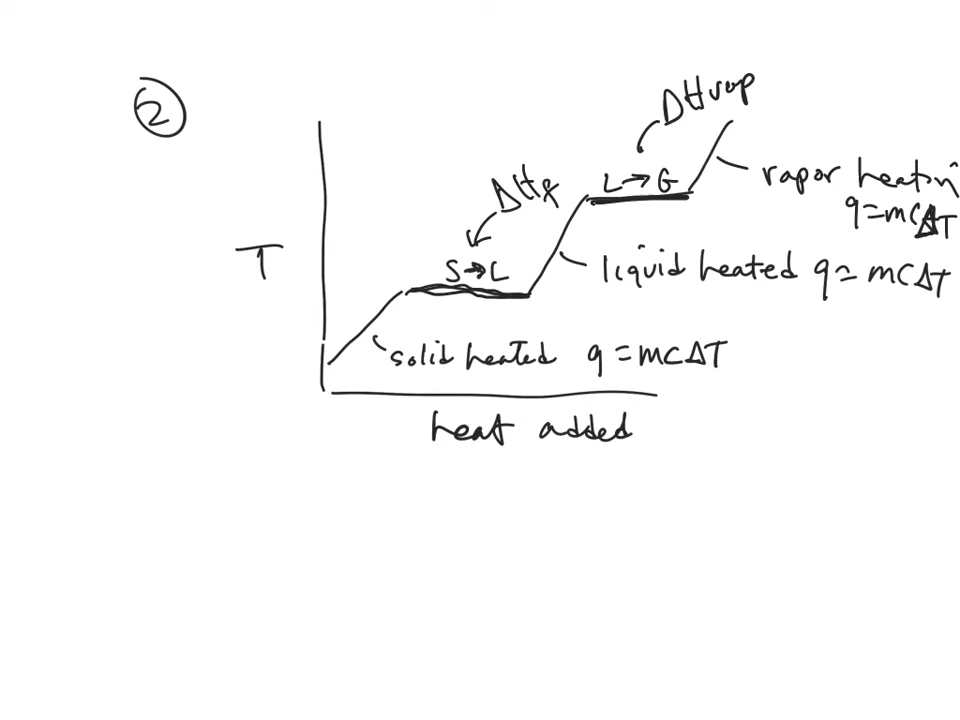 2
ΔHvap
vapor heatin
q=mCΔT
L→G
ΔHf
S→L
T
liquid heated q=mCΔT
solid heated q=mCΔT
heat added